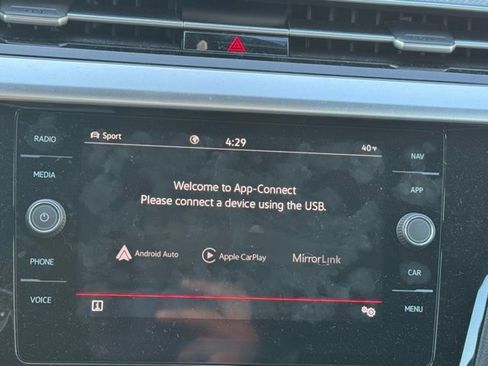 RADIO
MEDIA
PHONE
VOICE
Sport 4:29 40°F
Welcome to App-Connect
Please connect a device using the USB.
Android Auto Apple CarPlay MirrorLink
NAV
APP
CAR
MENU